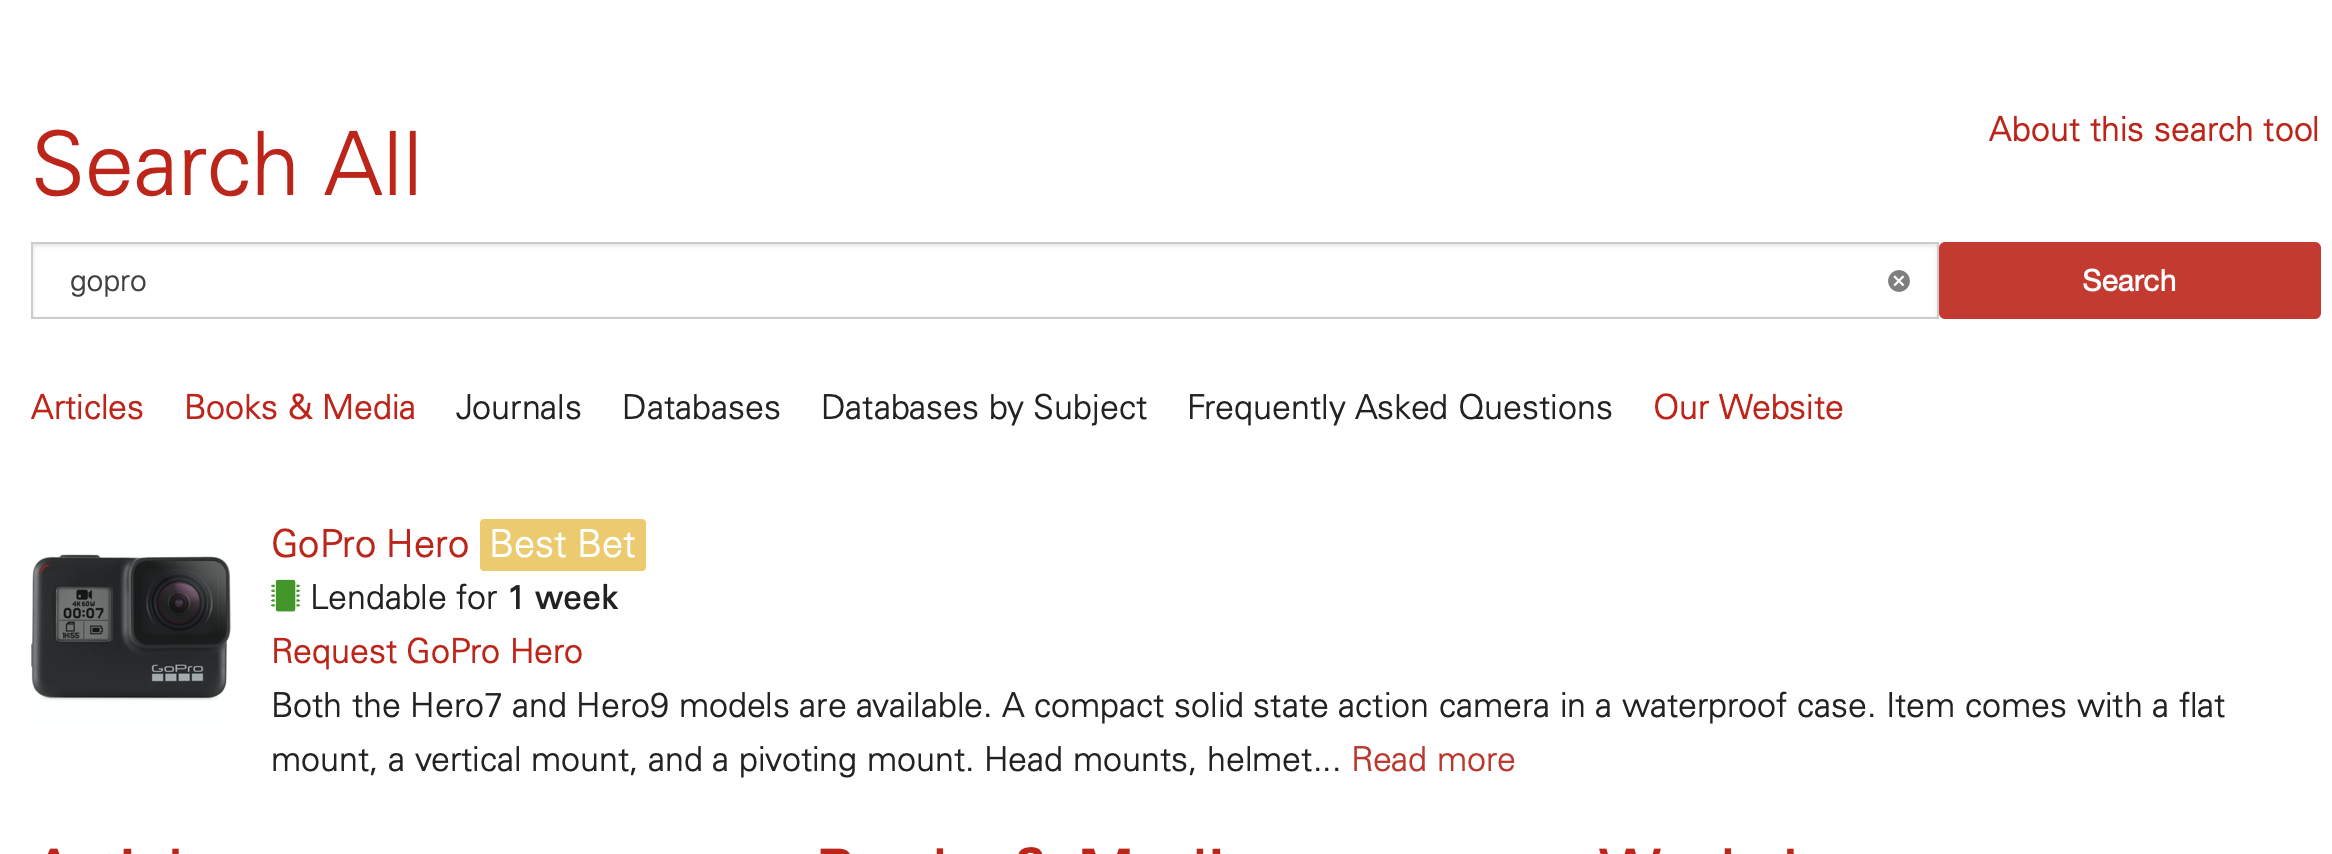 About this search tool
Search All
gopro
Search
Articles Books & Media Journals Databases Databases by Subject Frequently Asked Questions Our Website
GoPro Hero Best Bet
Lendable for 1 week
Request GoPro Hero
Both the Hero7 and Hero9 models are available. A compact solid state action camera in a waterproof case. Item comes with a flat
mount, a vertical mount, and a pivoting mount. Head mounts, helmet... Read more
4K60W
00:07
1H:55
GoPro